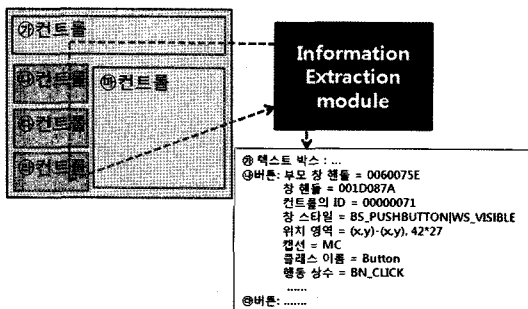 ㉮컨트롤
㉯컨트롤
㉰컨트롤
㉱컨트롤
㉲컨트롤
Information
Extraction
module
㉮ 텍스트 박스 : ...
㉯버튼: 부모 창 핸들 = 0060075E
창 핸들 = 001D087A
컨트롤의 ID = 00000071
창 스타일 = BS_PUSHBUTTON|WS_VISIBLE
위치 영역 = (x,y)-(x,y), 42*27
캡션 = MC
클래스 이름 = Button
행동 상수 = BN_CLICK
......
㉰버튼: .......